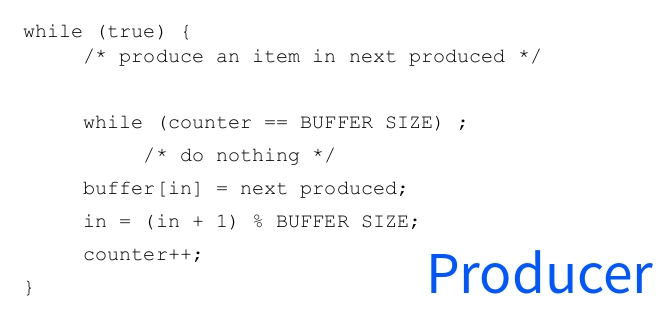 while (true) {
/* produce an item in next produced */
while (counter == BUFFER SIZE) ;
/* do nothing */
buffer[in] = next produced;
in = (in + 1) % BUFFER SIZE;
counter++;
}
Producer